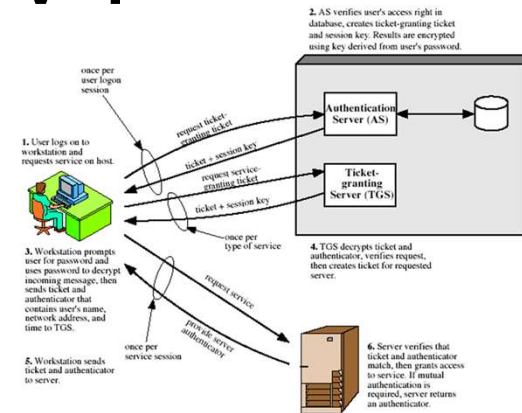 2. AS verifies user's access right in
database, creates ticket-granting ticket
and session key. Results are encrypted
using key derived from user's password.
once per
user logon
session
1. User logs on to
workstation and
requests service on host.
request ticket-
granting ticket
ticket + session key
request service-
granting ticket
ticket + session key
Authentication
Server (AS)
Ticket-
granting
Server (TGS)
once per
type of service
4. TGS decrypts ticket and
authenticator, verifies request,
then creates ticket for requested
server.
3. Workstation prompts
user for password and
uses password to decrypt
incoming message, then
sends ticket and
authenticator that
contains user's name,
network address, and
time to TGS.
request service
provide server
authenticator
once per
service session
5. Workstation sends
ticket and authenticator
to server.
6. Server verifies that
ticket and authenticator
match, then grants access
to service. If mutual
authentication is
required, server returns
an authenticator.